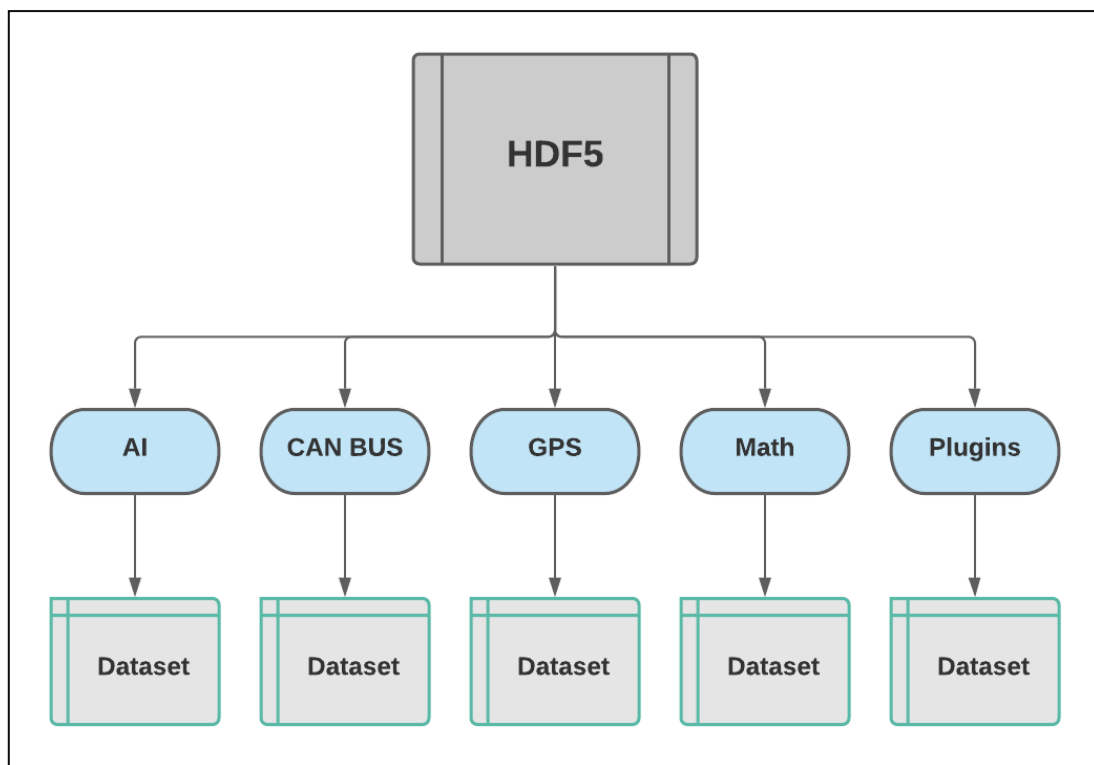 HDF5
AI
CAN BUS
GPS
Math
Plugins
Dataset
Dataset
Dataset
Dataset
Dataset